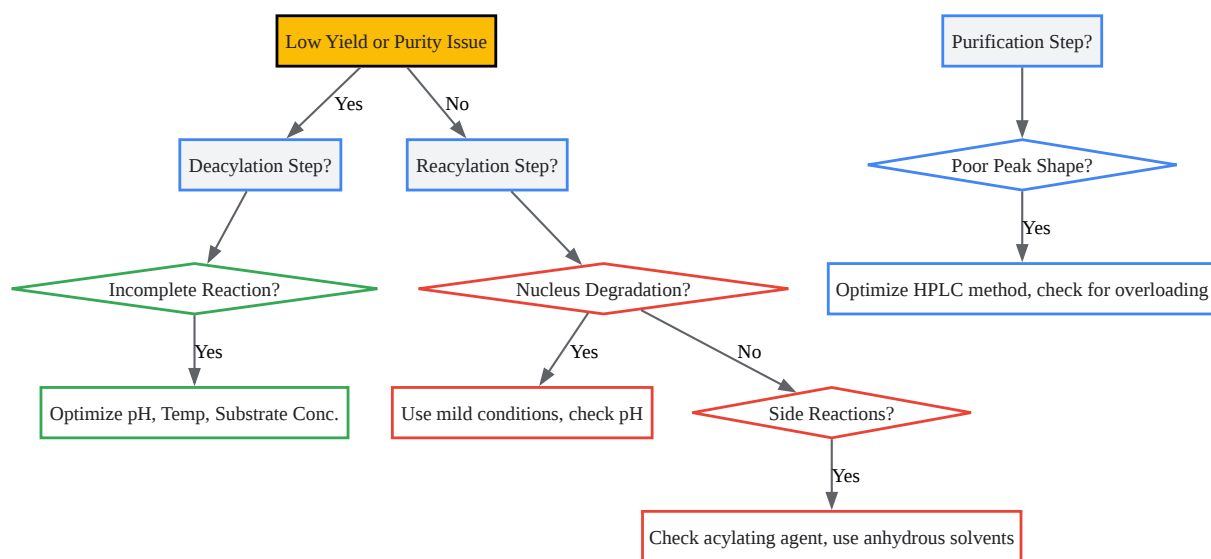 Low Yield or Purity Issue
Purification Step?
Yes
No
Deacylation Step?
Reacylation Step?
Poor Peak Shape?
Yes
Incomplete Reaction?
Nucleus Degradation?
Optimize HPLC method, check for overloading
Yes
Yes
No
Optimize pH, Temp, Substrate Conc.
Use mild conditions, check pH
Side Reactions?
Yes
Check acylating agent, use anhydrous solvents